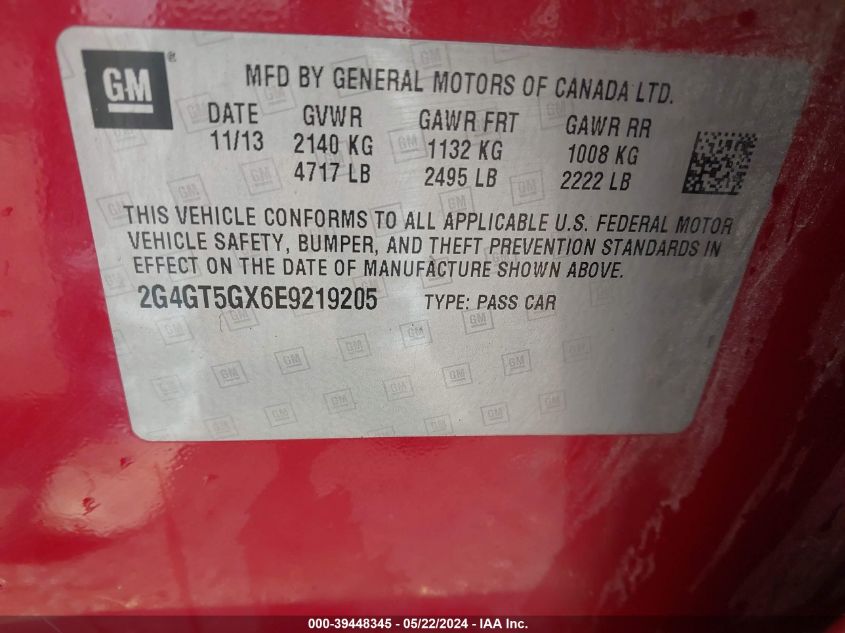 GM® MFD BY GENERAL MOTORS OF CANADA LTD.
DATE GVWR GAWR FRT GAWR RR
11/13 2140 KG 1132 KG 1008 KG
4717 LB 2495 LB 2222 LB
THIS VEHICLE CONFORMS TO ALL APPLICABLE U.S. FEDERAL MOTOR
VEHICLE SAFETY, BUMPER, AND THEFT PREVENTION STANDARDS IN
EFFECT ON THE DATE OF MANUFACTURE SHOWN ABOVE.
2G4GT5GX6E9219205 TYPE: PASS CAR
000-39448345 - 05/22/2024 - IAA Inc.